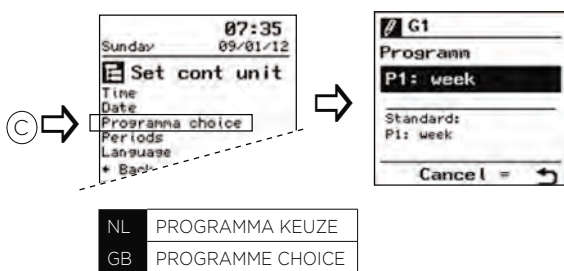 07:35
Sunday 09/01/12
Set cont unit
Time
Date
Programma choice
Periods
Language
← Back
C
G1
Programm
P1: week
Standard:
P1: week
Cancel =
NL PROGRAMMA KEUZE
GB PROGRAMME CHOICE